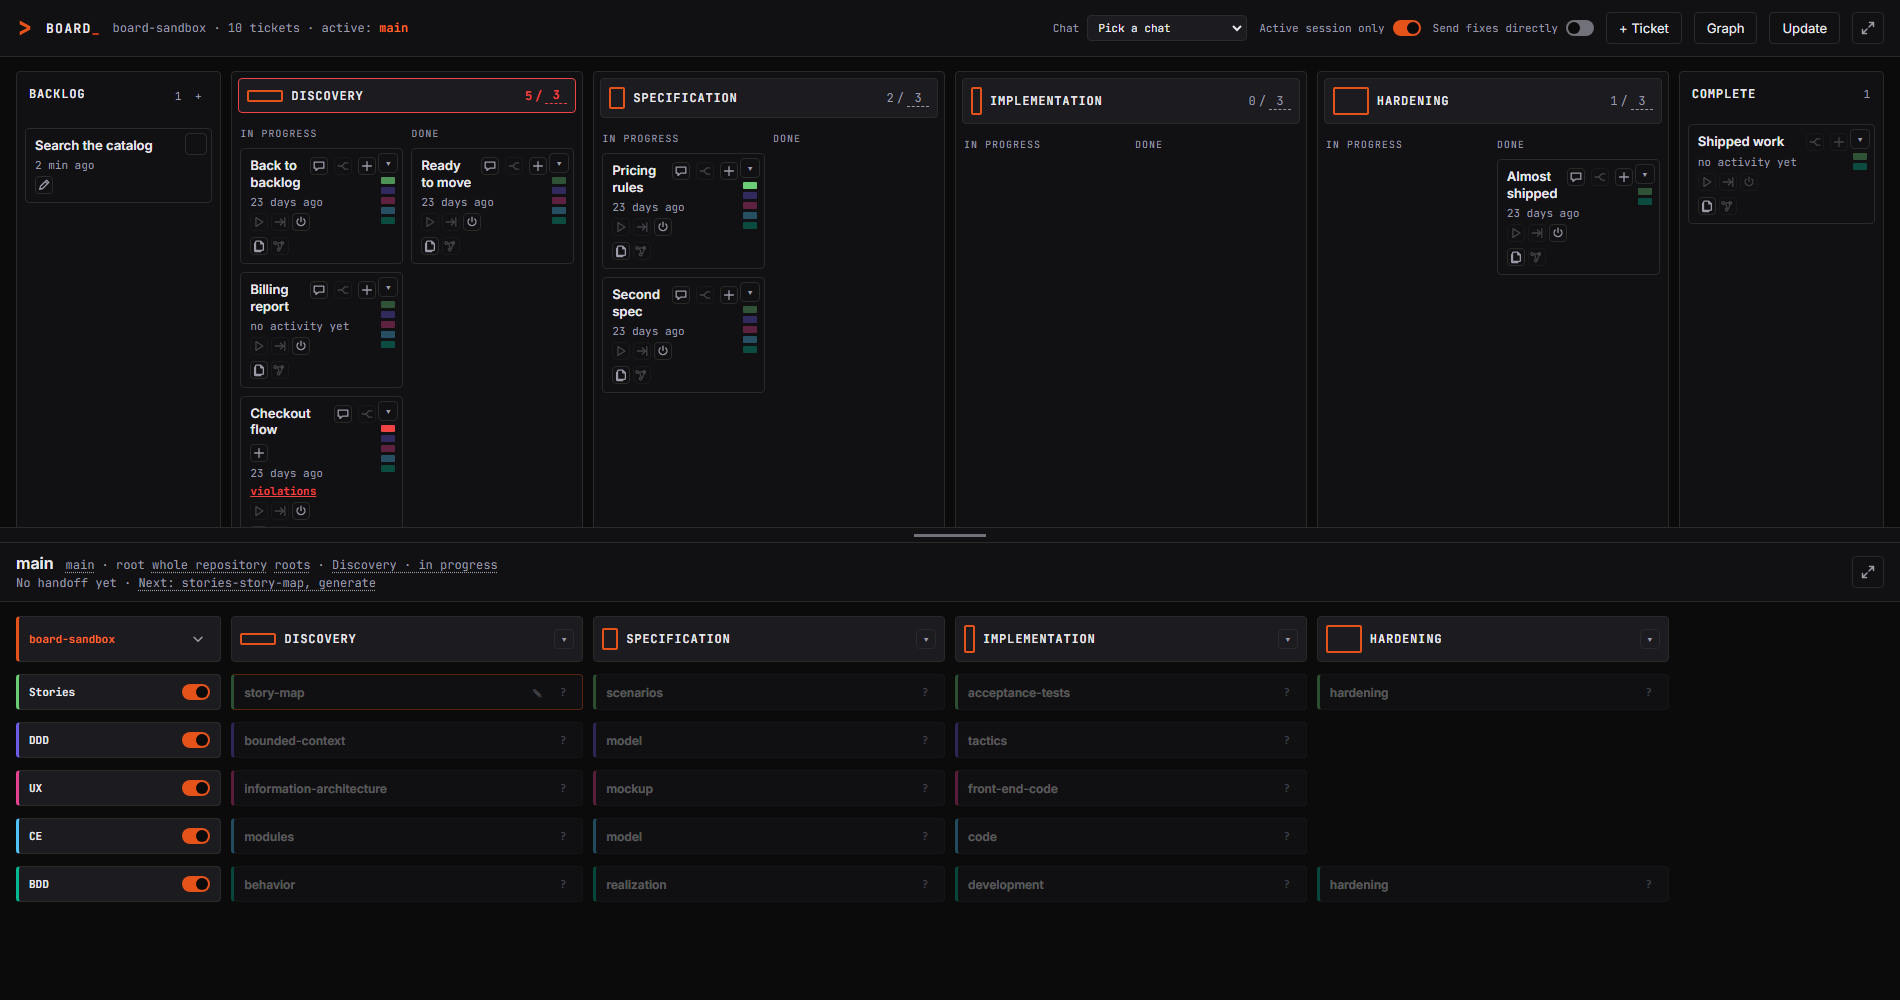 > BOARD_ board-sandbox · 10 tickets · active: main
Chat Pick a chat Active session only Send fixes directly + Ticket Graph Update
BACKLOG 1 +
Search the catalog
2 min ago
DISCOVERY 5 / 3
IN PROGRESS DONE
Back to backlog
23 days ago
Billing report
no activity yet
Checkout flow
23 days ago
violations
Ready to move
23 days ago
SPECIFICATION 2 / 3
IN PROGRESS DONE
Pricing rules
23 days ago
Second spec
23 days ago
IMPLEMENTATION 0 / 3
IN PROGRESS DONE
HARDENING 1 / 3
IN PROGRESS DONE
Almost shipped
23 days ago
COMPLETE 1
Shipped work
no activity yet
main main · root whole repository roots · Discovery · in progress
No handoff yet · Next: stories-story-map, generate
board-sandbox DISCOVERY SPECIFICATION IMPLEMENTATION HARDENING
Stories story-map ? scenarios ? acceptance-tests ? hardening ?
DDD bounded-context ? model ? tactics ?
UX information-architecture ? mockup ? front-end-code ?
CE modules ? model ? code ?
BDD behavior ? realization ? development ? hardening ?